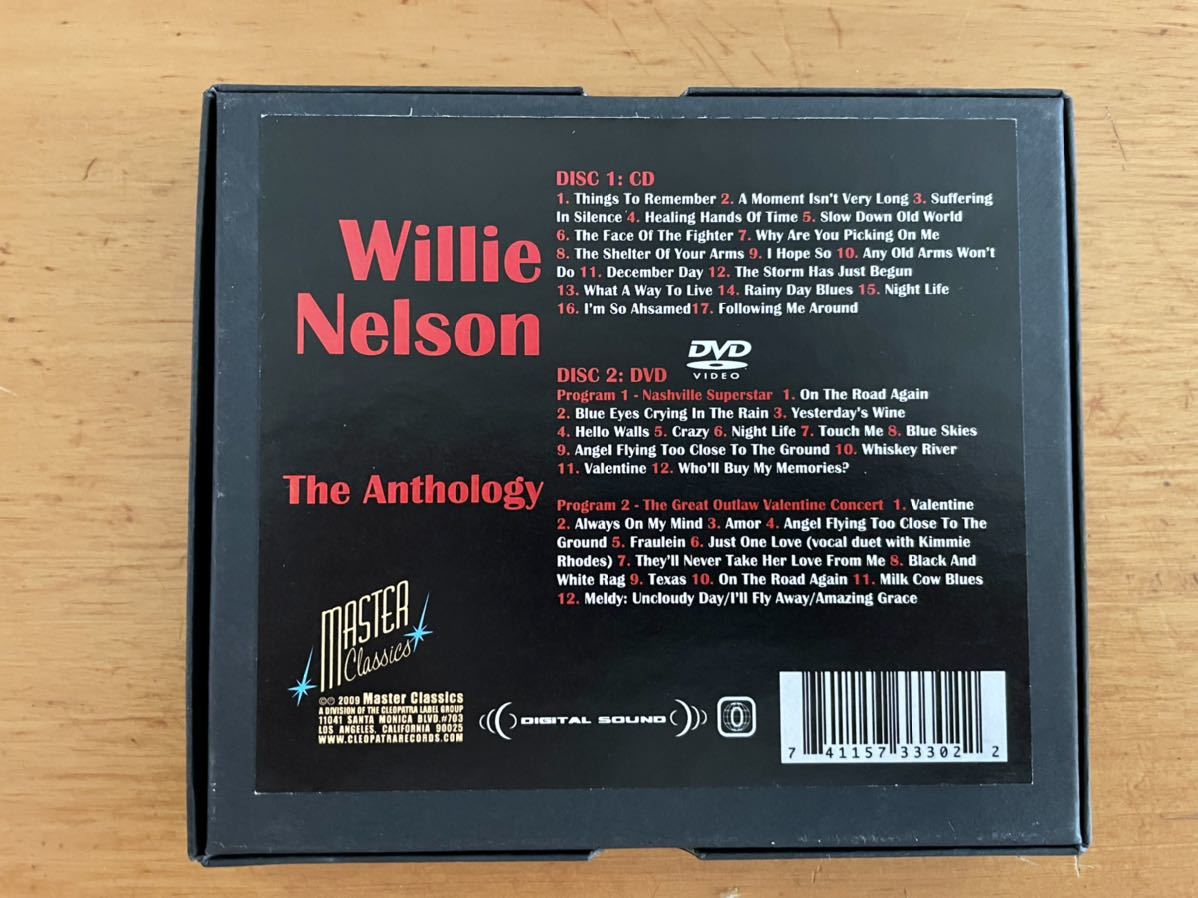 Willie
Nelson
The Anthology
DISC 1: CD
1. Things To Remember 2. A Moment Isn't Very Long 3. Suffering
In Silence 4. Healing Hands Of Time 5. Slow Down Old World
6. The Face Of The Fighter 7. Why Are You Picking On Me
8. The Shelter Of Your Arms 9. I Hope So 10. Any Old Arms Won't
Do 11. December Day 12. The Storm Has Just Begun
13. What A Way To Live 14. Rainy Day Blues 15. Night Life
16. I'm So Ahsamed17. Following Me Around
DVD
VIDEO
DISC 2: DVD
Program 1 - Nashville Superstar 1. On The Road Again
2. Blue Eyes Crying In The Rain 3. Yesterday's Wine
4. Hello Walls 5. Crazy 6. Night Life 7. Touch Me 8. Blue Skies
9. Angel Flying Too Close To The Ground 10. Whiskey River
11. Valentine 12. Who'll Buy My Memories?
Program 2 - The Great Outlaw Valentine Concert 1. Valentine
2. Always On My Mind 3. Amor 4. Angel Flying Too Close To The
Ground 5. Fraulein 6. Just One Love (vocal duet with Kimmie
Rhodes) 7. They'll Never Take Her Love From Me 8. Black And
White Rag 9. Texas 10. On The Road Again 11. Milk Cow Blues
12. Meldy: Uncloudy Day/I'll Fly Away/Amazing Grace
MASTER
Classics
©℗ 2009 Master Classics
A DIVISION OF THE CLEOPATRA LABEL GROUP
11041 SANTA MONICA BLVD.#703
LOS ANGELES, CALIFORNIA 90025
WWW.CLEOPATRARECORDS.COM
DIGITAL SOUND
0
7 41157 33302 2